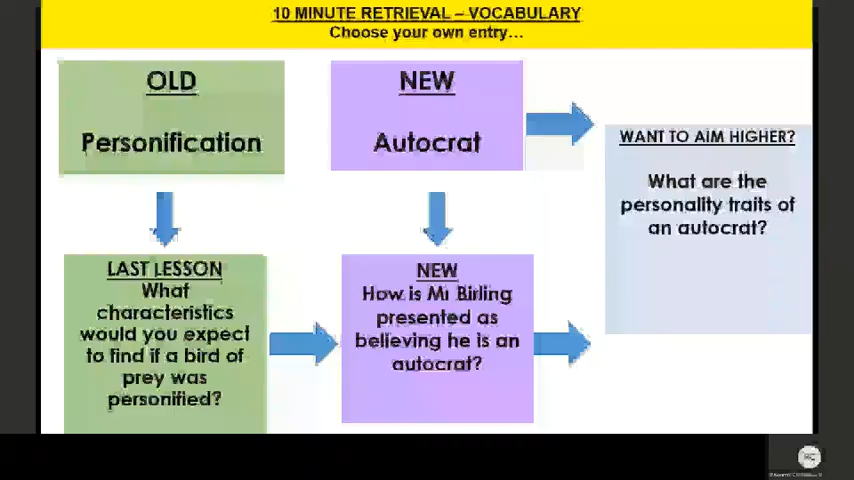 10 MINUTE RETRIEVAL – VOCABULARY
Choose your own entry...
OLD
Personification
NEW
Autocrat
WANT TO AIM HIGHER?
What are the
personality traits of
an autocrat?
LAST LESSON
What
characteristics
would you expect
to find if a bird of
prey was
personified?
NEW
How is Mr Birling
presented as
believing he is an
autocrat?